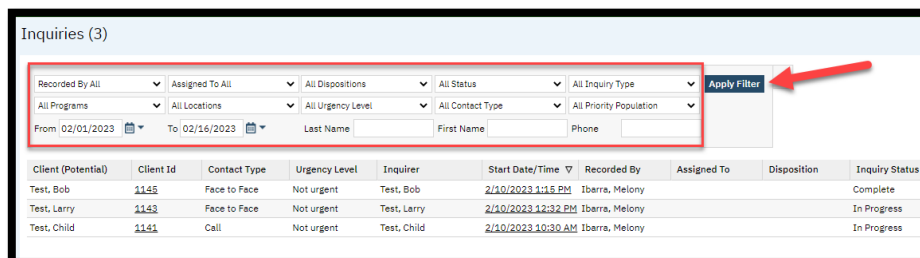 Inquiries (3)
Recorded By All Assigned To All All Dispositions All Status All Inquiry Type Apply Filter
All Programs All Locations All Urgency Level All Contact Type All Priority Population
From 02/01/2023 To 02/16/2023 Last Name First Name Phone
Client (Potential) Client Id Contact Type Urgency Level Inquirer Start Date/Time Recorded By Assigned To Disposition Inquiry Status
Test, Bob 1145 Face to Face Not urgent Test, Bob 2/10/2023 1:15 PM Ibarra, Melony Complete
Test, Larry 1143 Face to Face Not urgent Test, Larry 2/10/2023 12:32 PM Ibarra, Melony In Progress
Test, Child 1141 Call Not urgent Test, Child 2/10/2023 10:30 AM Ibarra, Melony In Progress